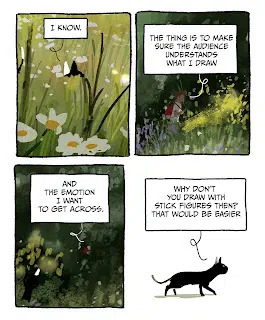 I KNOW.
THE THING IS TO MAKE
SURE THE AUDIENCE
UNDERSTANDS
WHAT I DRAW
AND
THE EMOTION
I WANT
TO GET ACROSS.
WHY DON'T
YOU DRAW WITH
STICK FIGURES THEN?
THAT WOULD BE EASIER